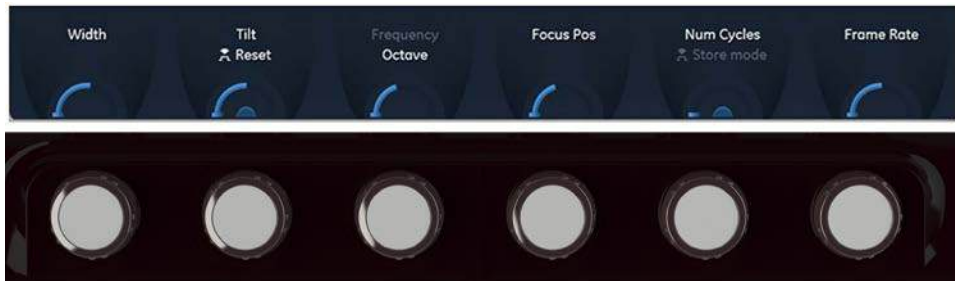 Width
Tilt
Reset
Frequency
Octave
Focus Pos
Num Cycles
Store mode
Frame Rate